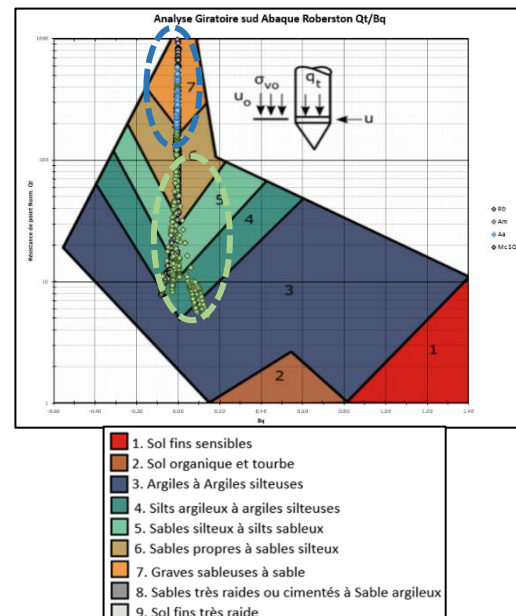 Analyse Giratoire sud Abaque Roberston Qt/Bq
Résistance de pointe Norm. Qt
1000
100
10
1
-0.60
-0.40
-0.20
0.00
0.20
0.40
0.60
0.80
1.00
1.20
1.40
Bq
7
6
5
4
3
2
1
σvo
uo
qt
u
Rb
Am
Aa
1. Sol fins sensibles
2. Sol organique et tourbe
3. Argiles à Argiles silteuses
4. Silts argileux à argiles silteuses
5. Sables silteux à silts sableux
6. Sables propres à sables silteux
7. Graves sableuses à sable
8. Sables très raides ou cimentés à Sable argileux
9. Sol fins très raide